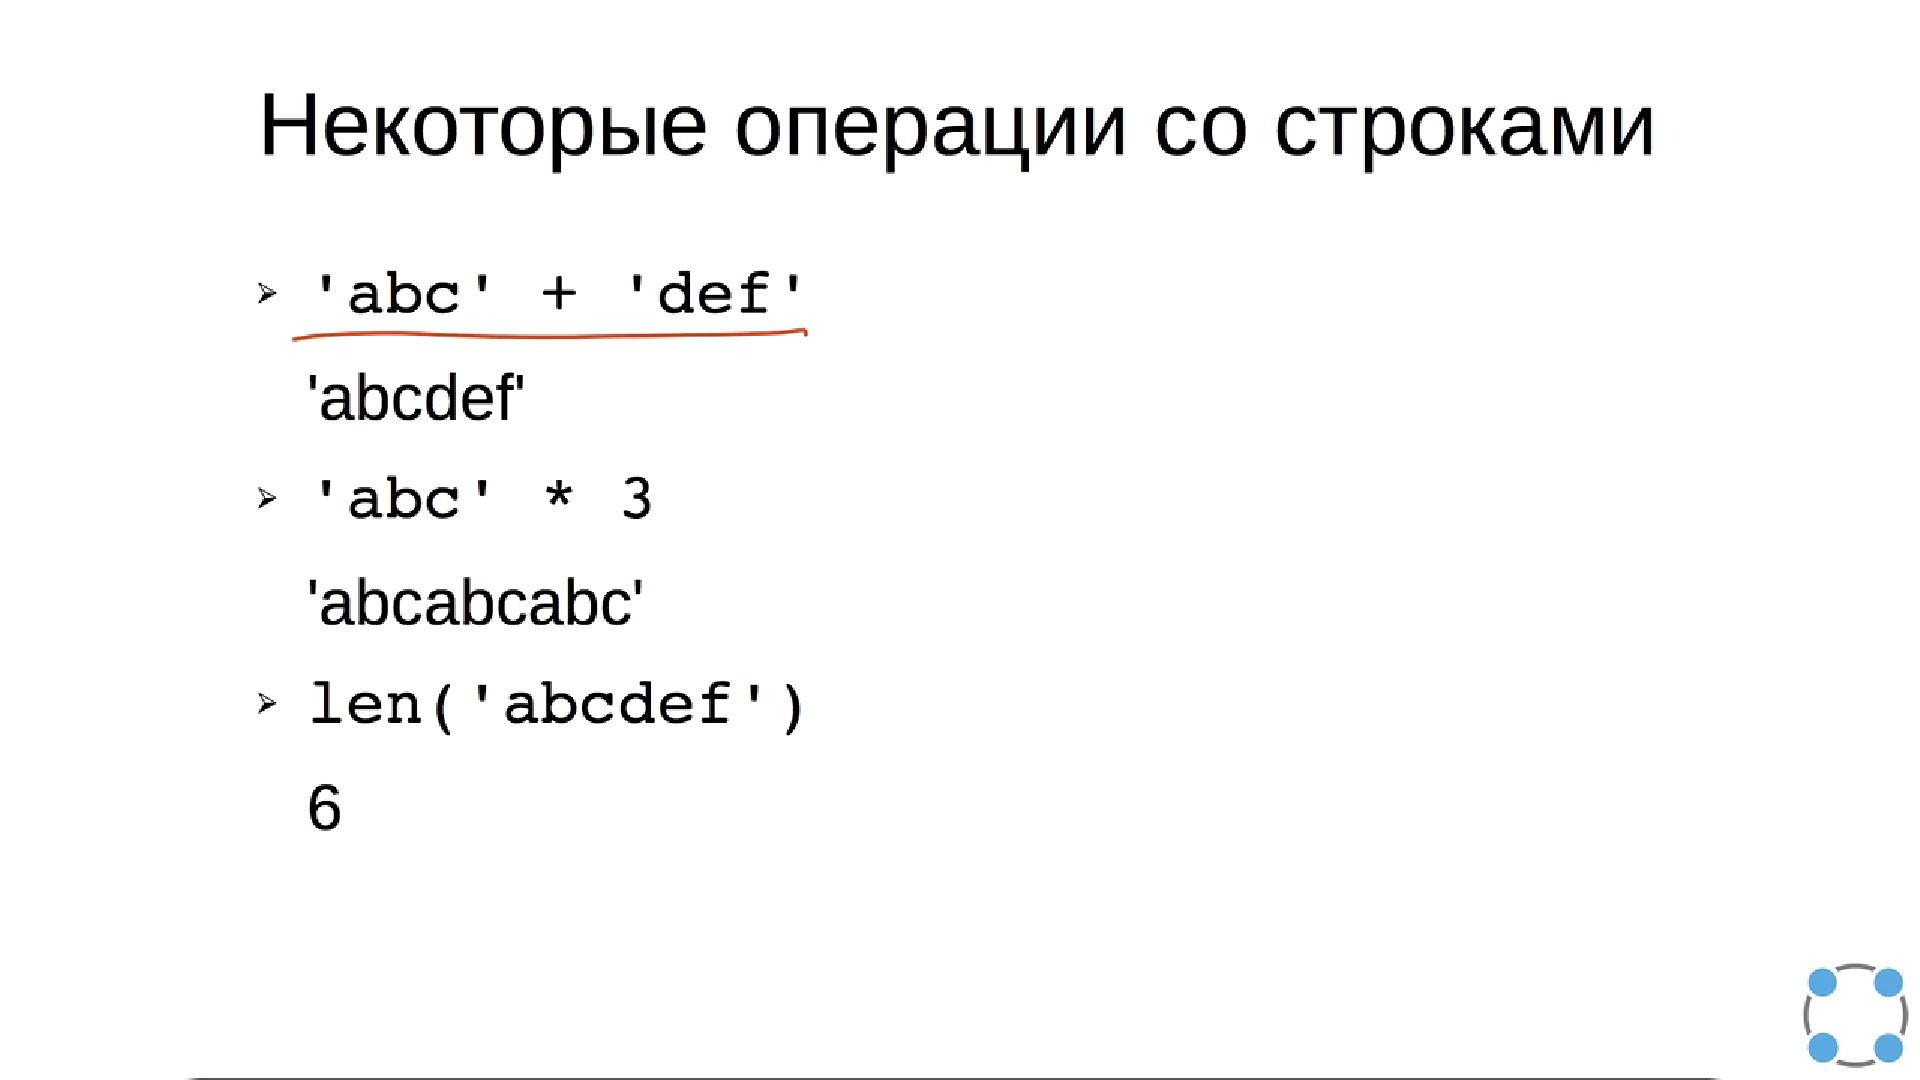 Некоторые операции со строками
➢ 'abc' + 'def'
'abcdef'
➢ 'abc' * 3
'abcabcabc'
➢ len('abcdef')
6